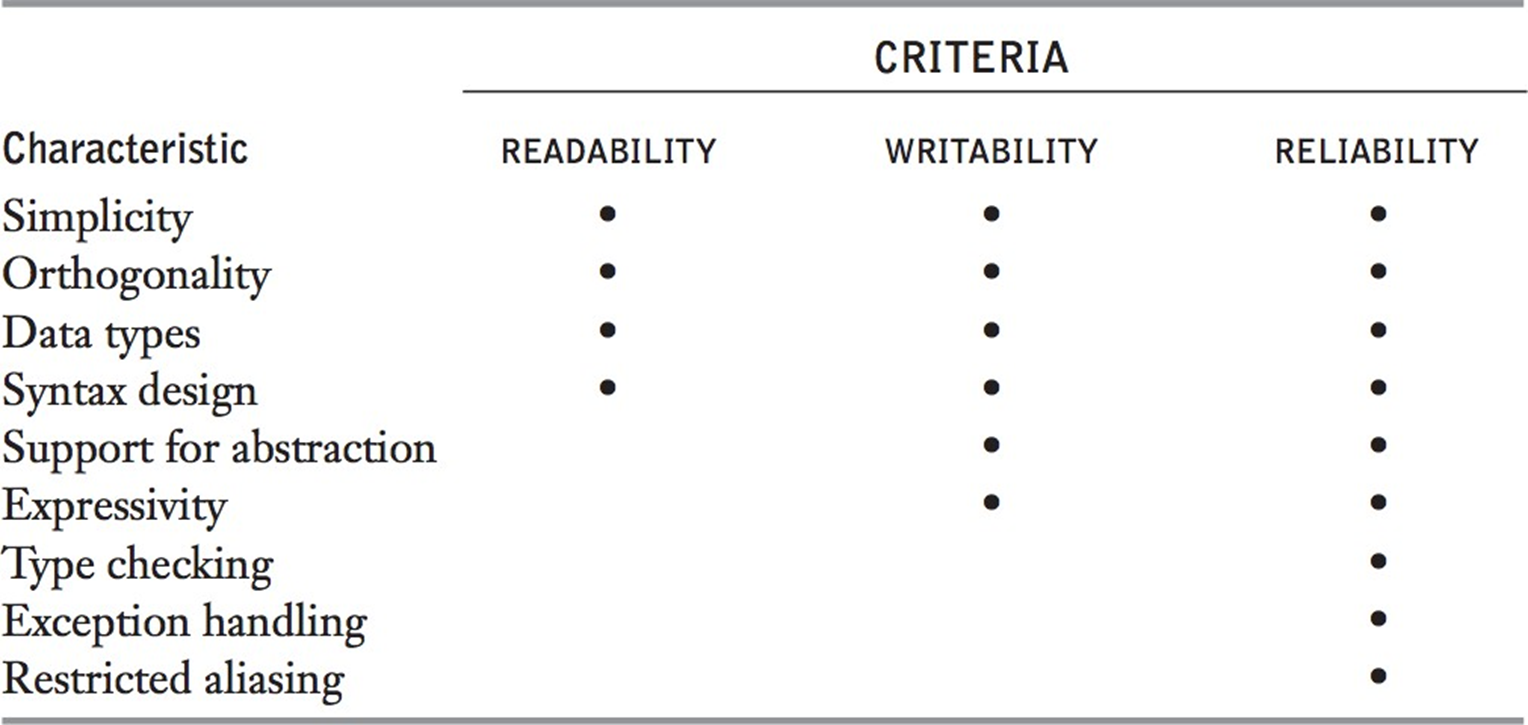 CRITERIA
Characteristic READABILITY WRITABILITY RELIABILITY
Simplicity • • •
Orthogonality • • •
Data types • • •
Syntax design • • •
Support for abstraction • •
Expressivity • •
Type checking •
Exception handling •
Restricted aliasing •